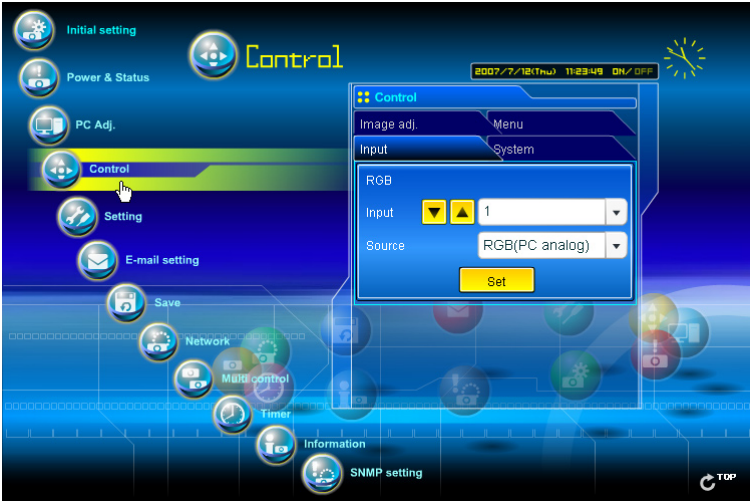 Initial setting
Control
Power & Status
2007/7/12(Thu) 11:23:49 ON/OFF
Control
PC Adj.
Image adj. Menu
Input System
Control
RGB
Input 1
Setting
Source RGB(PC analog)
E-mail setting
Set
Save
Network
Multi control
Timer
Information
SNMP setting
TOP